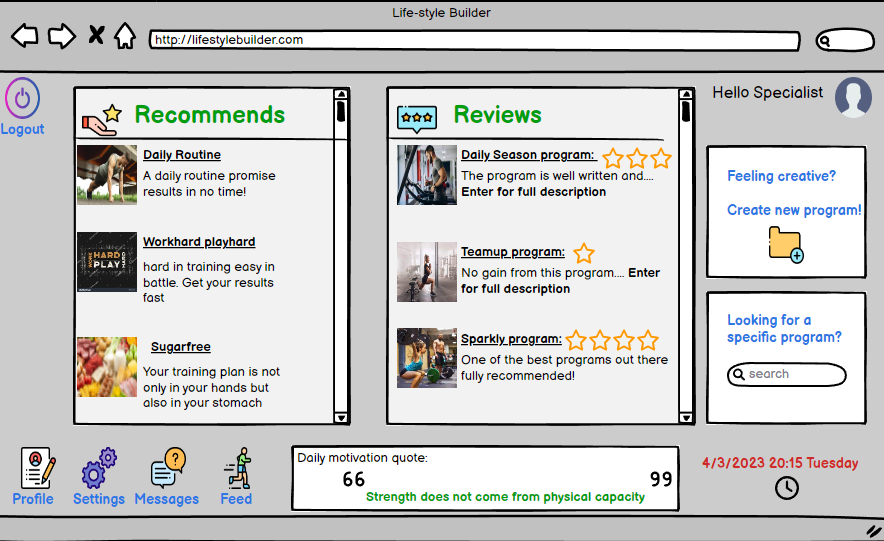 Life-style Builder
http://lifestylebuilder.com
Logout
Recommends
Daily Routine
A daily routine promise
results in no time!
Workhard playhard
hard in training easy in
battle. Get your results
fast
Sugarfree
Your training plan is not
only in your hands but
also in your stomach
Reviews
Daily Season program:
The program is well written and....
Enter for full description
Teamup program:
No gain from this program.... Enter
for full description
Sparkly program:
One of the best programs out there
fully recommended!
Hello Specialist
Feeling creative?
Create new program!
Looking for a
specific program?
search
Profile
Settings
Messages
Feed
Daily motivation quote:
66 99
Strength does not come from physical capacity
4/3/2023 20:15 Tuesday
HARD
PLAY